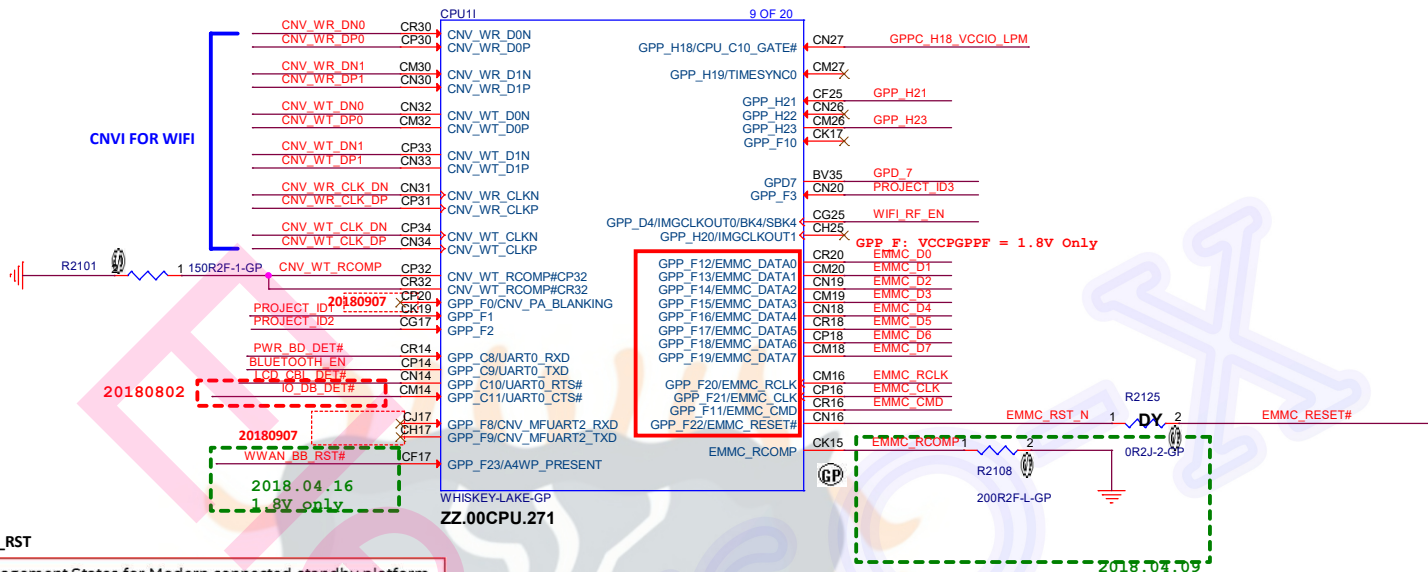 CPU1I
9 OF 20
CNVI FOR WIFI
CNV_WR_DN0 CR30 CNV_WR_D0N
CNV_WR_DP0 CP30 CNV_WR_D0P
CNV_WR_DN1 CM30 CNV_WR_D1N
CNV_WR_DP1 CN30 CNV_WR_D1P
CNV_WT_DN0 CN32 CNV_WT_D0N
CNV_WT_DP0 CM32 CNV_WT_D0P
CNV_WT_DN1 CP33 CNV_WT_D1N
CNV_WT_DP1 CN33 CNV_WT_D1P
CNV_WR_CLK_DN CN31 CNV_WR_CLKN
CNV_WR_CLK_DP CP31 CNV_WR_CLKP
CNV_WT_CLK_DN CP34 CNV_WT_CLKN
CNV_WT_CLK_DP CN34 CNV_WT_CLKP
R2101 2 1 150R2F-1-GP CNV_WT_RCOMP CP32 CNV_WT_RCOMP#CP32
CR32 CNV_WT_RCOMP#CP32
20180907 CP20 GPP_F0/CNV_PA_BLANKING
PROJECT_ID1 CK19 GPP_F1
PROJECT_ID2 CG17 GPP_F2
PWR_BD_DET# CR14 GPP_C8/UART0_RXD
BLUETOOTH_EN CP14 GPP_C9/UART0_TXD
LCD_CBL_DET# CN14 GPP_C10/UART0_RTS#
20180802 IO_DB_DET# CM14 GPP_C11/UART0_CTS#
CJ17 GPP_F8/CNV_MFUART2_RXD
20180907 CH17 GPP_F9/CNV_MFUART2_TXD
WWAN_BB_RST# CF17 GPP_F23/A4WP_PRESENT
2018.04.16
1.8V only
GPP_H18/CPU_C10_GATE# CN27 GPPC_H18_VCCIO_LPM
GPP_H19/TIMESYNC0 CM27
GPP_H21 CF25 GPP_H21
GPP_H22 CN26
GPP_H23 CM26 GPP_H23
GPP_F10 CK17
GPD7 BV35 GPD_7
GPP_F3 CN20 PROJECT_ID3
GPP_D4/IMGCLKOUT0/BK4/SBK4 CG25 WIFI_RF_EN
GPP_H20/IMGCLKOUT1 CH25
GPP_F: VCCPGPPF = 1.8V Only
GPP_F12/EMMC_DATA0 CR20 EMMC_D0
GPP_F13/EMMC_DATA1 CM20 EMMC_D1
GPP_F14/EMMC_DATA2 CN19 EMMC_D2
GPP_F15/EMMC_DATA3 CM19 EMMC_D3
GPP_F16/EMMC_DATA4 CN18 EMMC_D4
GPP_F17/EMMC_DATA5 CR18 EMMC_D5
GPP_F18/EMMC_DATA6 CP18 EMMC_D6
GPP_F19/EMMC_DATA7 CM18 EMMC_D7
GPP_F20/EMMC_RCLK CM16 EMMC_RCLK
GPP_F21/EMMC_CLK CP16 EMMC_CLK
GPP_F11/EMMC_CMD CR16 EMMC_CMD
GPP_F22/EMMC_RESET# CN16 EMMC_RST_N 1 R2125 DY 2 EMMC_RESET#
0R2J-2-GP
EMMC_RCOMP CK15 EMMC_RCOMP 1 2
R2108
200R2F-L-GP
GP
2018.04.09
WHISKEY-LAKE-GP
ZZ.00CPU.271
_RST
agement States for Modern connected standby platform